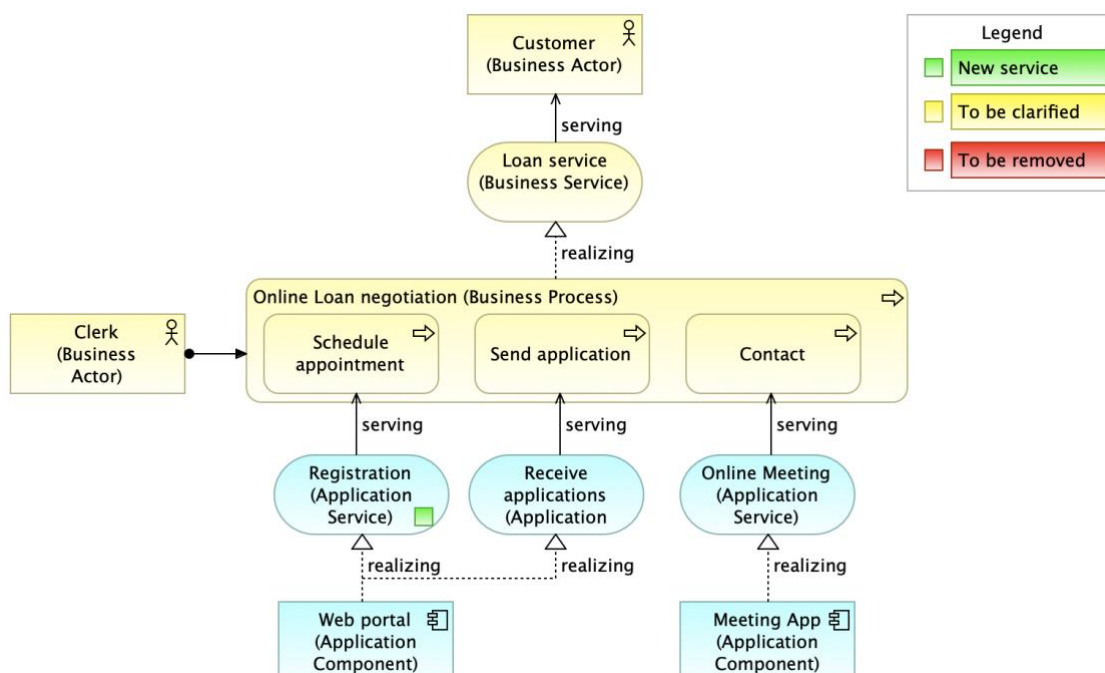 Customer
(Business Actor)
Legend
New service
To be clarified
To be removed
serving
Loan service
(Business Service)
realizing
Online Loan negotiation (Business Process)
Clerk
(Business
Actor)
Schedule
appointment
Send application
Contact
serving
serving
serving
Registration
(Application
Service)
Receive
applications
(Application
Online Meeting
(Application
Service)
realizing
realizing
realizing
Web portal
(Application
Component)
Meeting App
(Application
Component)